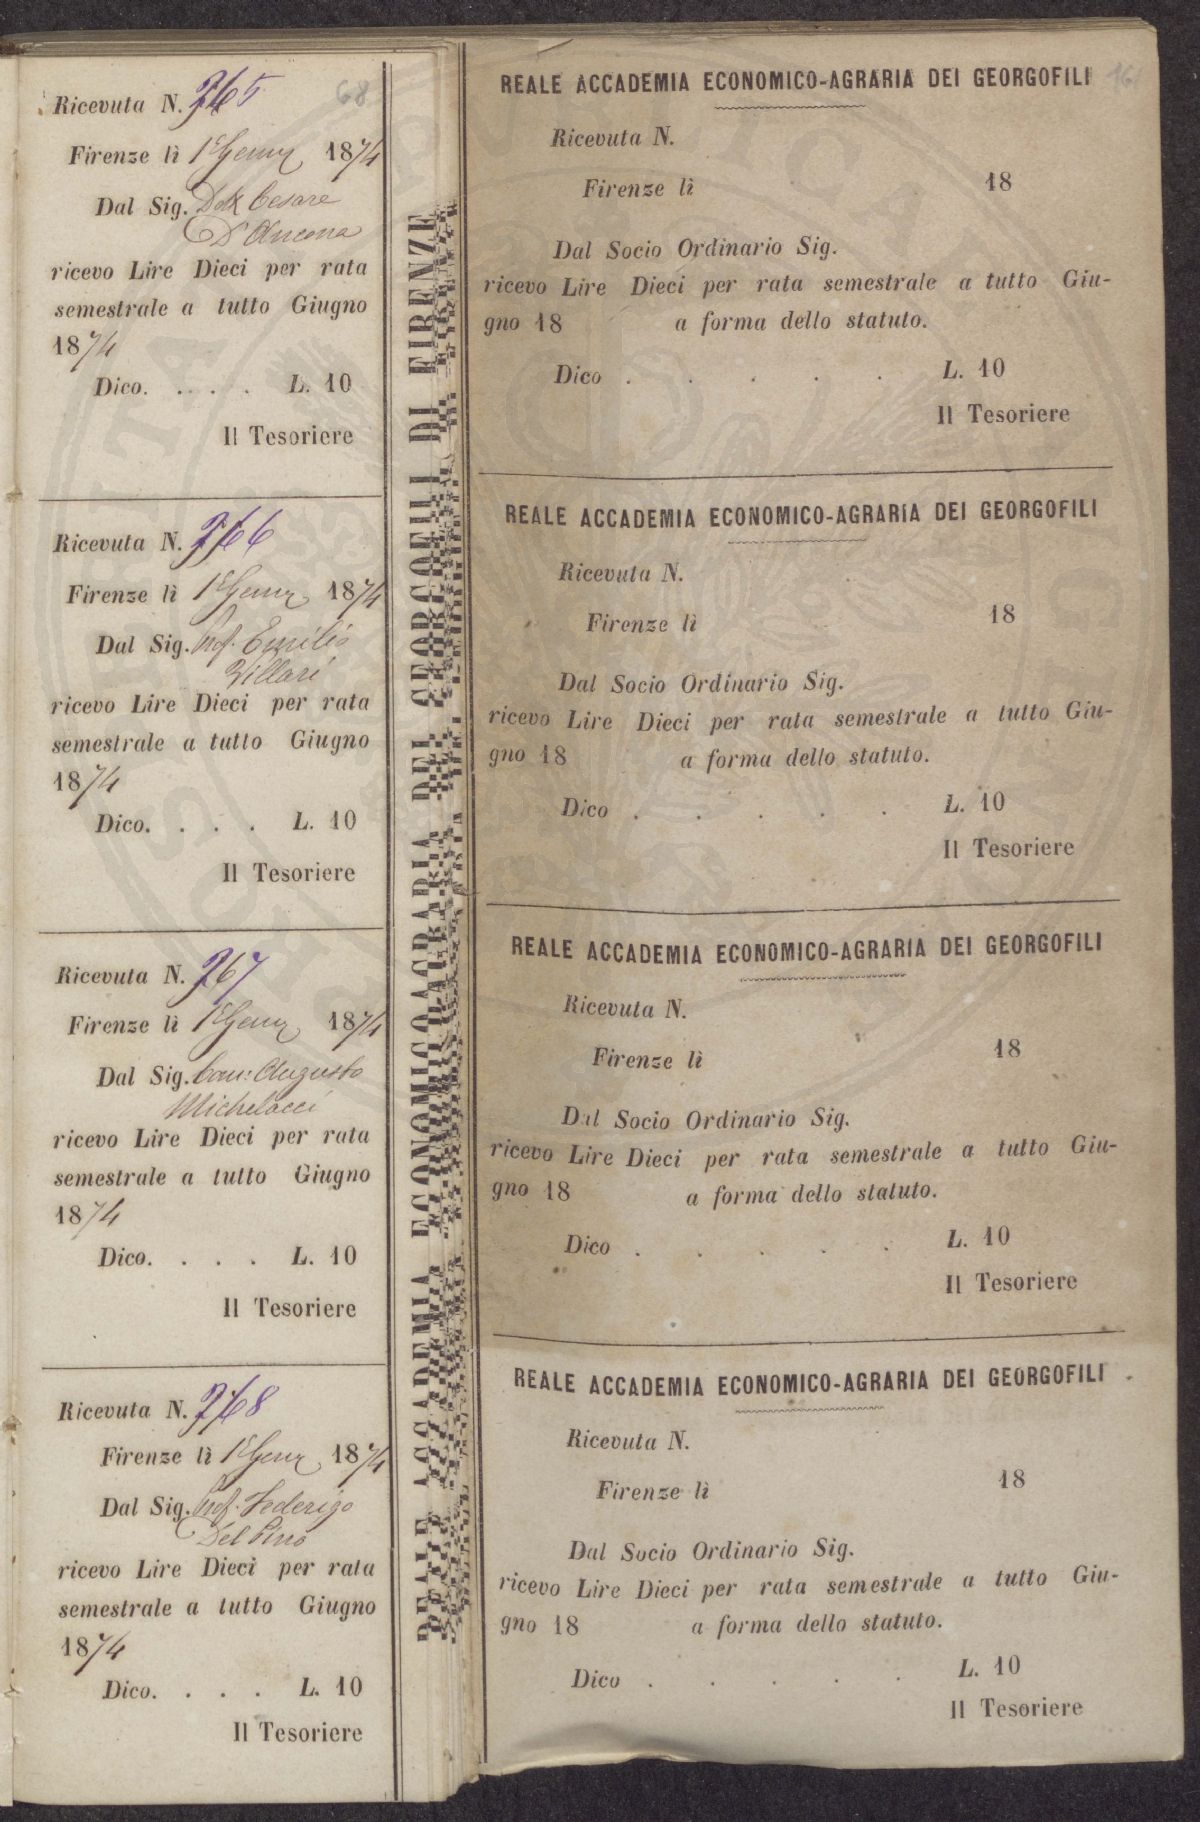 68
Ricevuta N. 765
Firenze lì 1° Genn 1874
Dal Sig. Dott Cesare
D'Ancona
ricevo Lire Dieci per rata
semestrale a tutto Giugno
1874
Dico. . . . . L. 10
Il Tesoriere
Ricevuta N. 766
Firenze lì 1° Genn 1874
Dal Sig. Prof. Emilio
Villari
ricevo Lire Dieci per rata
semestrale a tutto Giugno
1874
Dico. . . . L. 10
Il Tesoriere
Ricevuta N. 767
Firenze lì 1° Genn 1874
Dal Sig. Cav: Augusto
Michelacci
ricevo Lire Dieci per rata
semestrale a tutto Giugno
1874
Dico. . . . L. 10
Il Tesoriere
Ricevuta N. 768
Firenze lì 1° Genn 1874
Dal Sig. Prof. Federigo
Del Pino
ricevo Lire Dieci per rata
semestrale a tutto Giugno
1874
Dico. . . . L. 10
Il Tesoriere
REALE ACCADEMIA ECONOMICO-AGRARIA DEI GEORGOFILI DI FIRENZE
REALE ACCADEMIA ECONOMICO-AGRARIA DEI GEORGOFILI
Ricevuta N.
Firenze lì 18
Dal Socio Ordinario Sig.
ricevo Lire Dieci per rata semestrale a tutto Giu-
gno 18 a forma dello statuto.
Dico . . . . . L. 10
Il Tesoriere
REALE ACCADEMIA ECONOMICO-AGRARIA DEI GEORGOFILI
Ricevuta N.
Firenze lì 18
Dal Socio Ordinario Sig.
ricevo Lire Dieci per rata semestrale a tutto Giu-
gno 18 a forma dello statuto.
Dico . . . . . L. 10
Il Tesoriere
REALE ACCADEMIA ECONOMICO-AGRARIA DEI GEORGOFILI
Ricevuta N.
Firenze lì 18
Dal Socio Ordinario Sig.
ricevo Lire Dieci per rata semestrale a tutto Giu-
gno 18 a forma dello statuto.
Dico . . . . . L. 10
Il Tesoriere
REALE ACCADEMIA ECONOMICO-AGRARIA DEI GEORGOFILI
Ricevuta N.
Firenze lì 18
Dal Socio Ordinario Sig.
ricevo Lire Dieci per rata semestrale a tutto Giu-
gno 18 a forma dello statuto.
Dico . . . . . L. 10
Il Tesoriere